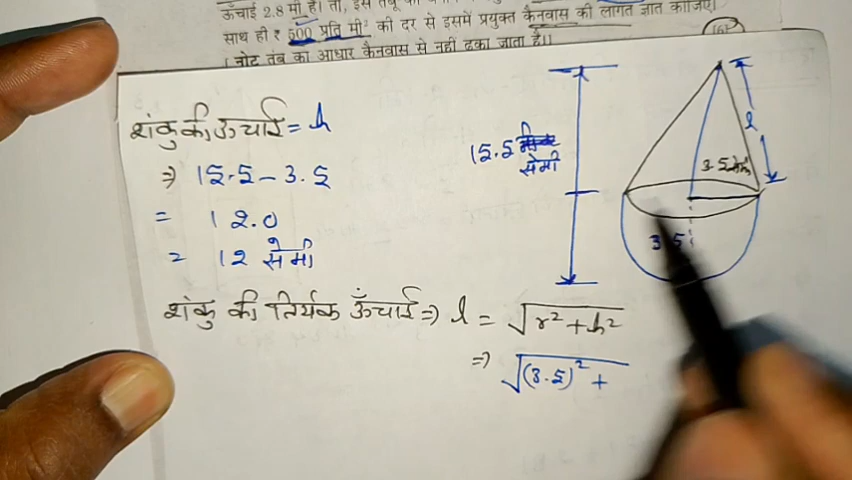 ऊँचाई 2.8 मी है। तो, इस तंबू
साथ ही ₹ 500 प्रति मी² की दर से इसमें प्रयुक्त कैनवास की लागत ज्ञात कीजिए।
नोट तंबू का आधार कैनवास से नहीं ढका जाता है।।
शंकु की ऊचाई = h
⇒ 15.5 - 3.5
= 12.0
= 12 सेमी
15.5
सेमी
l
3.5
3.5
शंकु की तिर्यक ऊँचाई ⇒ l = √r² + h²
⇒ √(3.5)² +